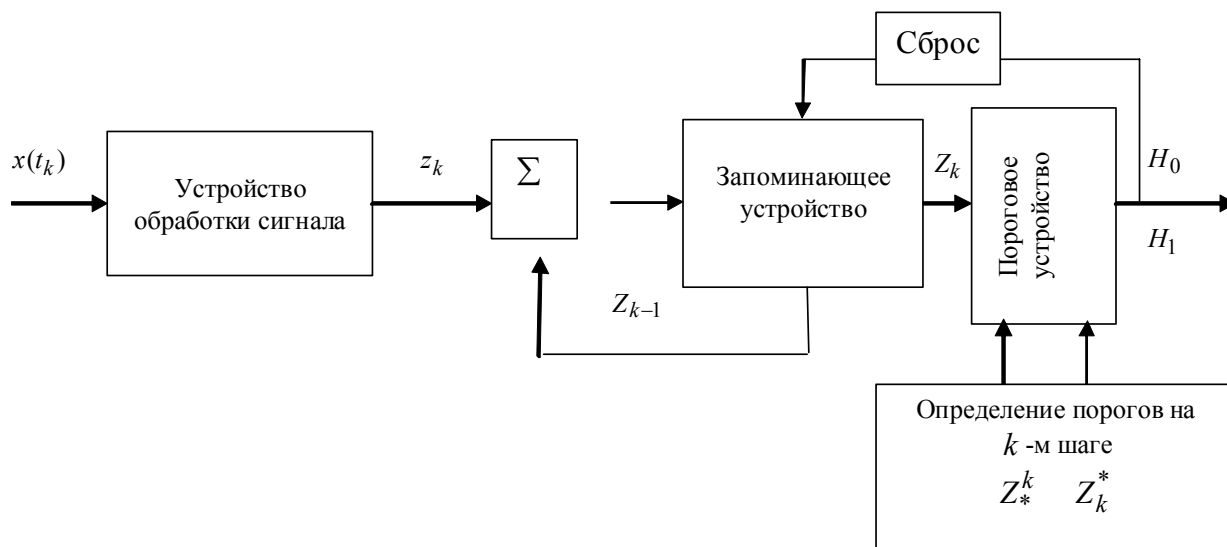 Сброс
x(t_k)
Устройство
обработки сигнала
z_k
Σ
Z_{k-1}
Запоминающее
устройство
Z_k
Пороговое
устройство
H_0
H_1
Определение порогов на
k -м шаге
Z_*^k Z_k^*